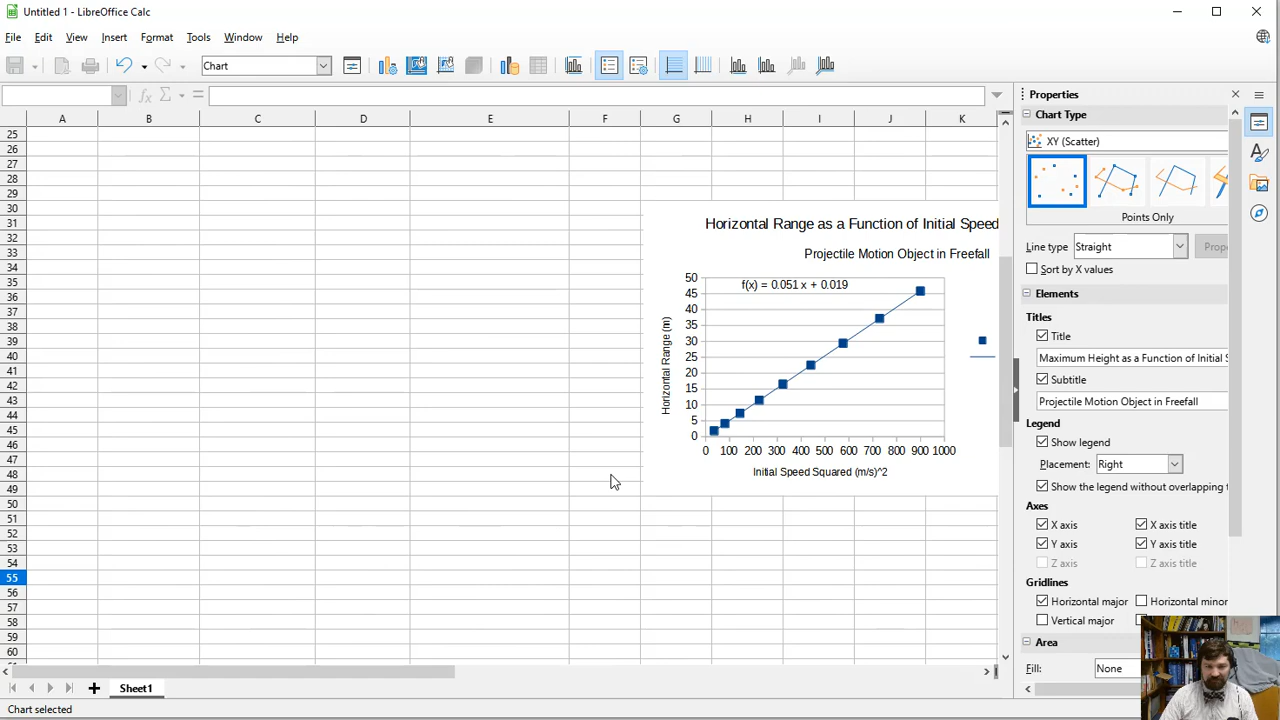 Untitled 1 - LibreOffice Calc
File Edit View Insert Format Tools Window Help
Chart
Properties
Chart Type
XY (Scatter)
Points Only
Line type Straight
Sort by X values
Elements
Titles
Title
Maximum Height as a Function of Initial S
Subtitle
Projectile Motion Object in Freefall
Legend
Show legend
Placement: Right
Show the legend without overlapping t
Axes
X axis X axis title
Y axis Y axis title
Z axis Z axis title
Gridlines
Horizontal major Horizontal minor
Vertical major
Area
Fill: None
A B C D E F G H I J K
25
26
27
28
29
30
31
32
33
34
35
36
37
38
39
40
41
42
43
44
45
46
47
48
49
50
51
52
53
54
55
56
57
58
59
60
Horizontal Range as a Function of Initial Speed
Projectile Motion Object in Freefall
f(x) = 0.051 x + 0.019
Horizontal Range (m)
50
45
40
35
30
25
20
15
10
5
0
0 100 200 300 400 500 600 700 800 900 1000
Initial Speed Squared (m/s)^2
Sheet1
Chart selected